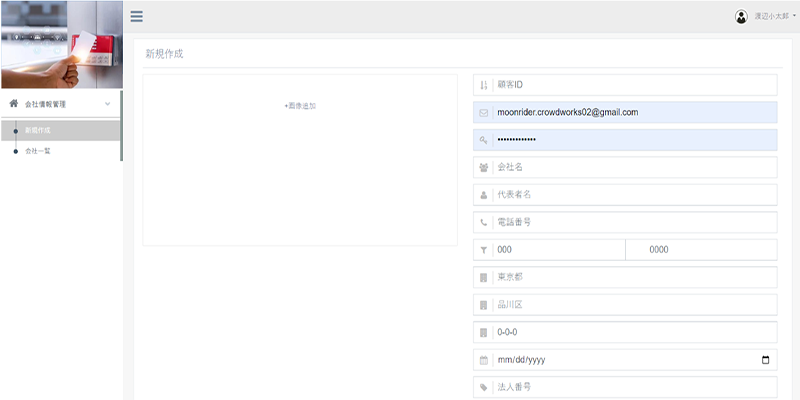 渡辺小太郎
会社情報管理
新規作成
会社一覧
新規作成
+画像追加
顧客ID
moonrider.crowdworks02@gmail.com
•••••••••••••
会社名
代表者名
電話番号
000
0000
東京都
品川区
0-0-0
mm/dd/yyyy
法人番号